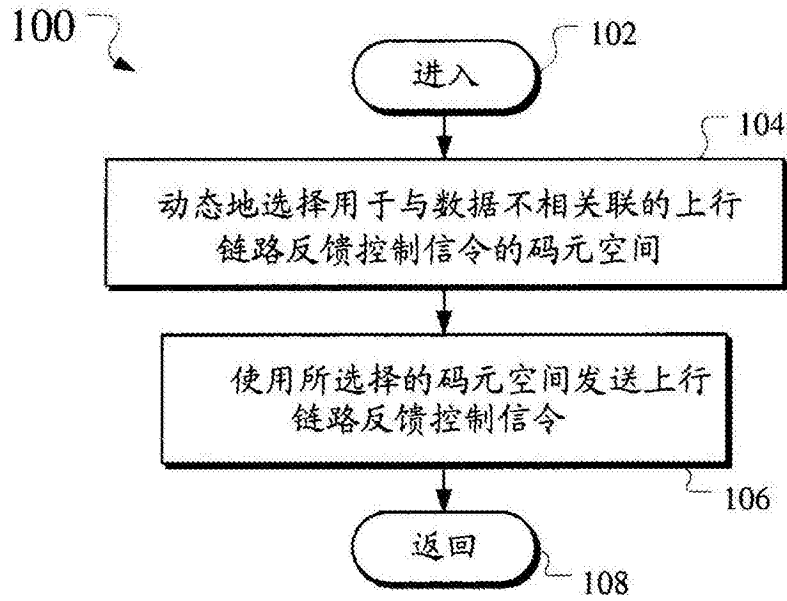 100
102
进入
104
动态地选择用于与数据不相关联的上行
链路反馈控制信令的码元空间
使用所选择的码元空间发送上行
链路反馈控制信令
106
返回
108